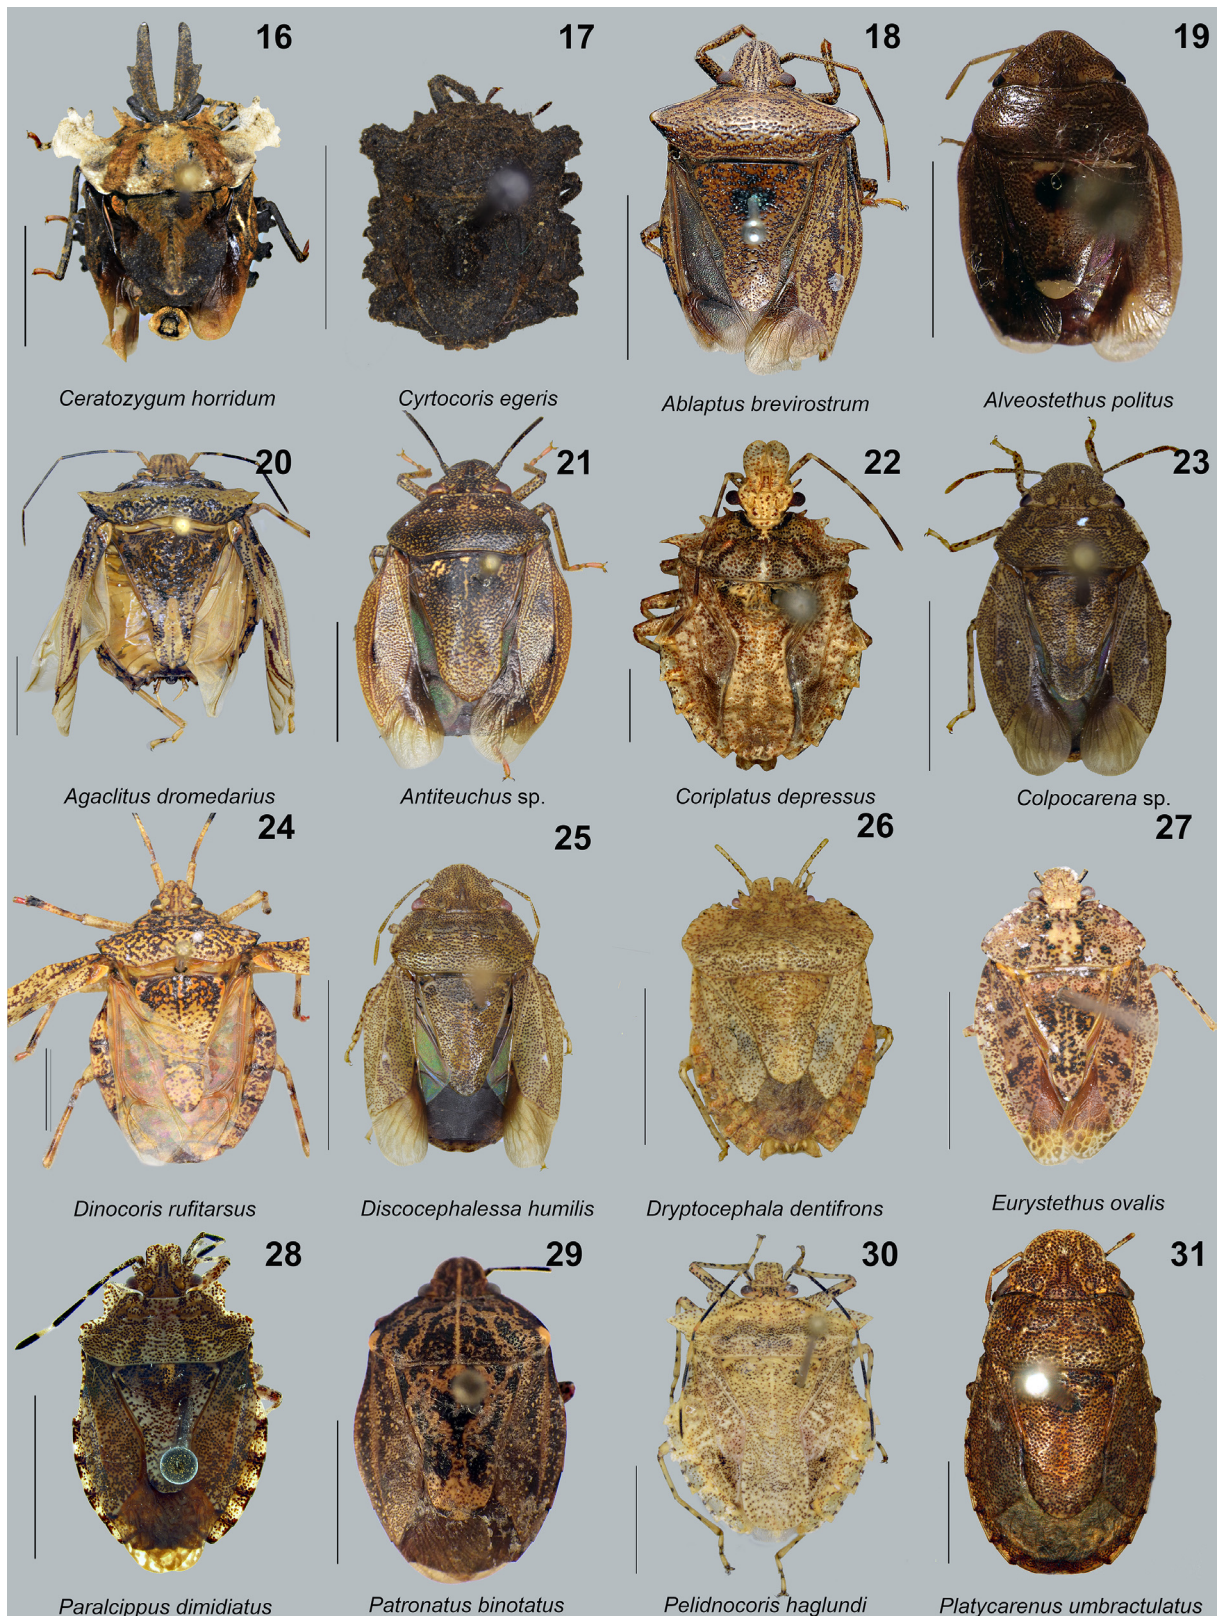 16
17
18
19
Ceratozygum horridum
Cyrtocoris egeris
Ablaptus brevirostrum
Alveostethus politus
20
21
22
23
Agaclitus dromedarius
Antiteuchus sp.
Coriplatus depressus
Colpocarena sp.
24
25
26
27
Dinocoris rufitarsus
Discocephalessa humilis
Dryptocephala dentifrons
Eurystethus ovalis
28
29
30
31
Paralcippus dimidiatus
Patronatus binotatus
Pelidnocoris haglundi
Platycarenus umbractulatus